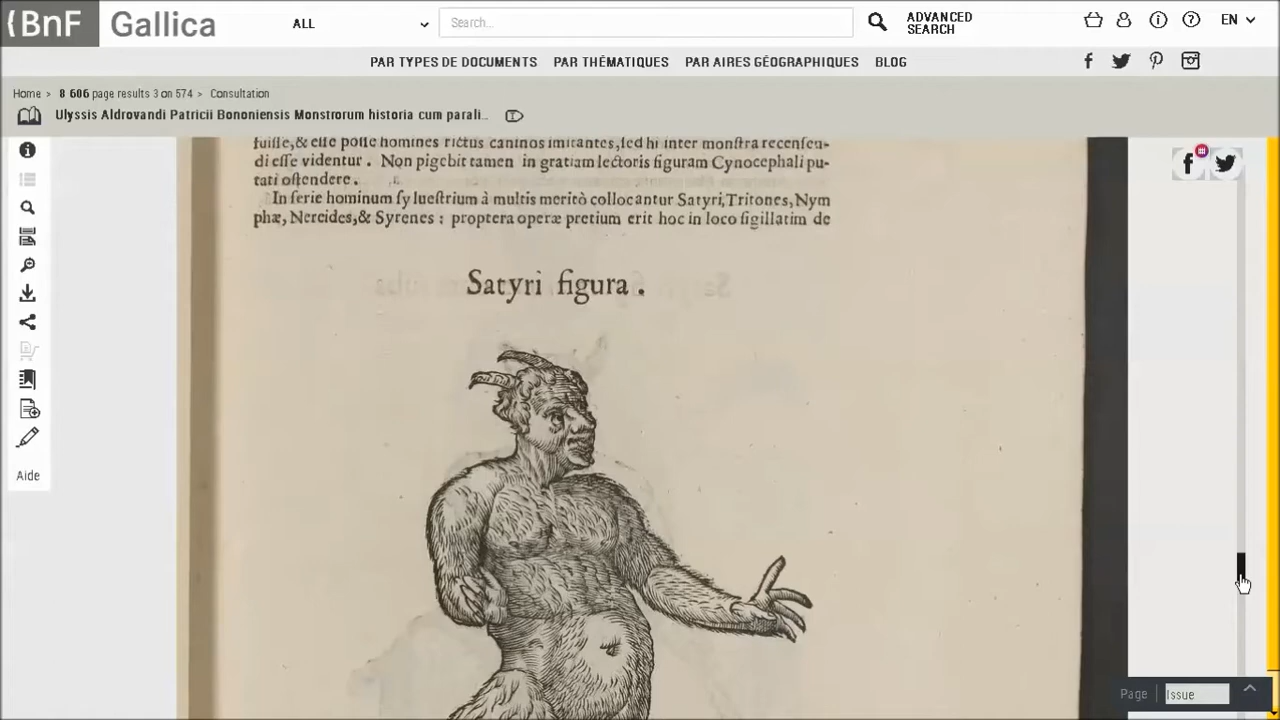 BnF Gallica
ALL
Search...
ADVANCED SEARCH
EN
PAR TYPES DE DOCUMENTS PAR THÉMATIQUES PAR AIRES GÉOGRAPHIQUES BLOG
Home > 8 606 page results 3 on 574 > Consultation
Ulyssis Aldrovandi Patricii Bononiensis Monstrorum historia cum parali..
fuiſſe, & eſſe poſſe homines rictus caninos imitantes, ſed hi inter monſtra recenſen-
di eſſe videntur. Non pigebit tamen in gratiam lectoris figuram Cynocephali pu-
tati oſtendere.
In ſerie hominum ſylueſtrium à multis meritò collocantur Satyri, Tritones, Nym
phæ, Nereides, & Syrenes: proptera operæ pretium erit hoc in loco ſigillatim de
Satyri figura.
Aide
Page | Issue